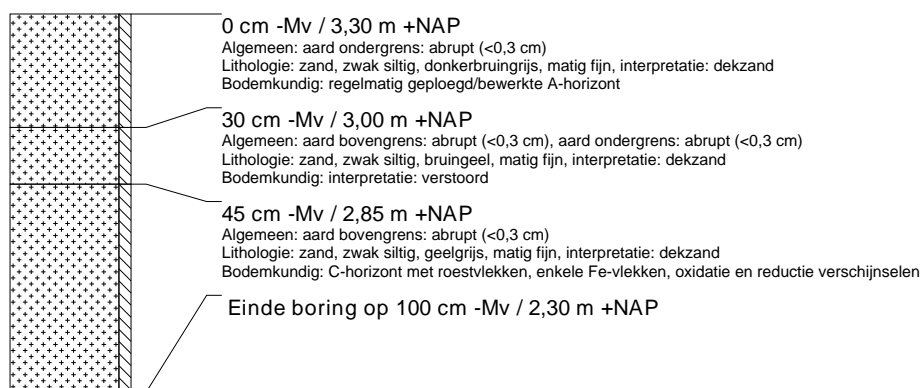 0 cm -Mv / 3,30 m +NAP
Algemeen: aard ondergrens: abrupt (<0,3 cm)
Lithologie: zand, zwak siltig, donkerbruingrijs, matig fijn, interpretatie: dekzand
Bodemkundig: regelmatig geploegd/bewerkte A-horizont
30 cm -Mv / 3,00 m +NAP
Algemeen: aard bovengrens: abrupt (<0,3 cm), aard ondergrens: abrupt (<0,3 cm)
Lithologie: zand, zwak siltig, bruingeel, matig fijn, interpretatie: dekzand
Bodemkundig: interpretatie: verstoord
45 cm -Mv / 2,85 m +NAP
Algemeen: aard bovengrens: abrupt (<0,3 cm)
Lithologie: zand, zwak siltig, geelgrijs, matig fijn, interpretatie: dekzand
Bodemkundig: C-horizont met roestvlekken, enkele Fe-vlekken, oxidatie en reductie verschijnselen
Einde boring op 100 cm -Mv / 2,30 m +NAP